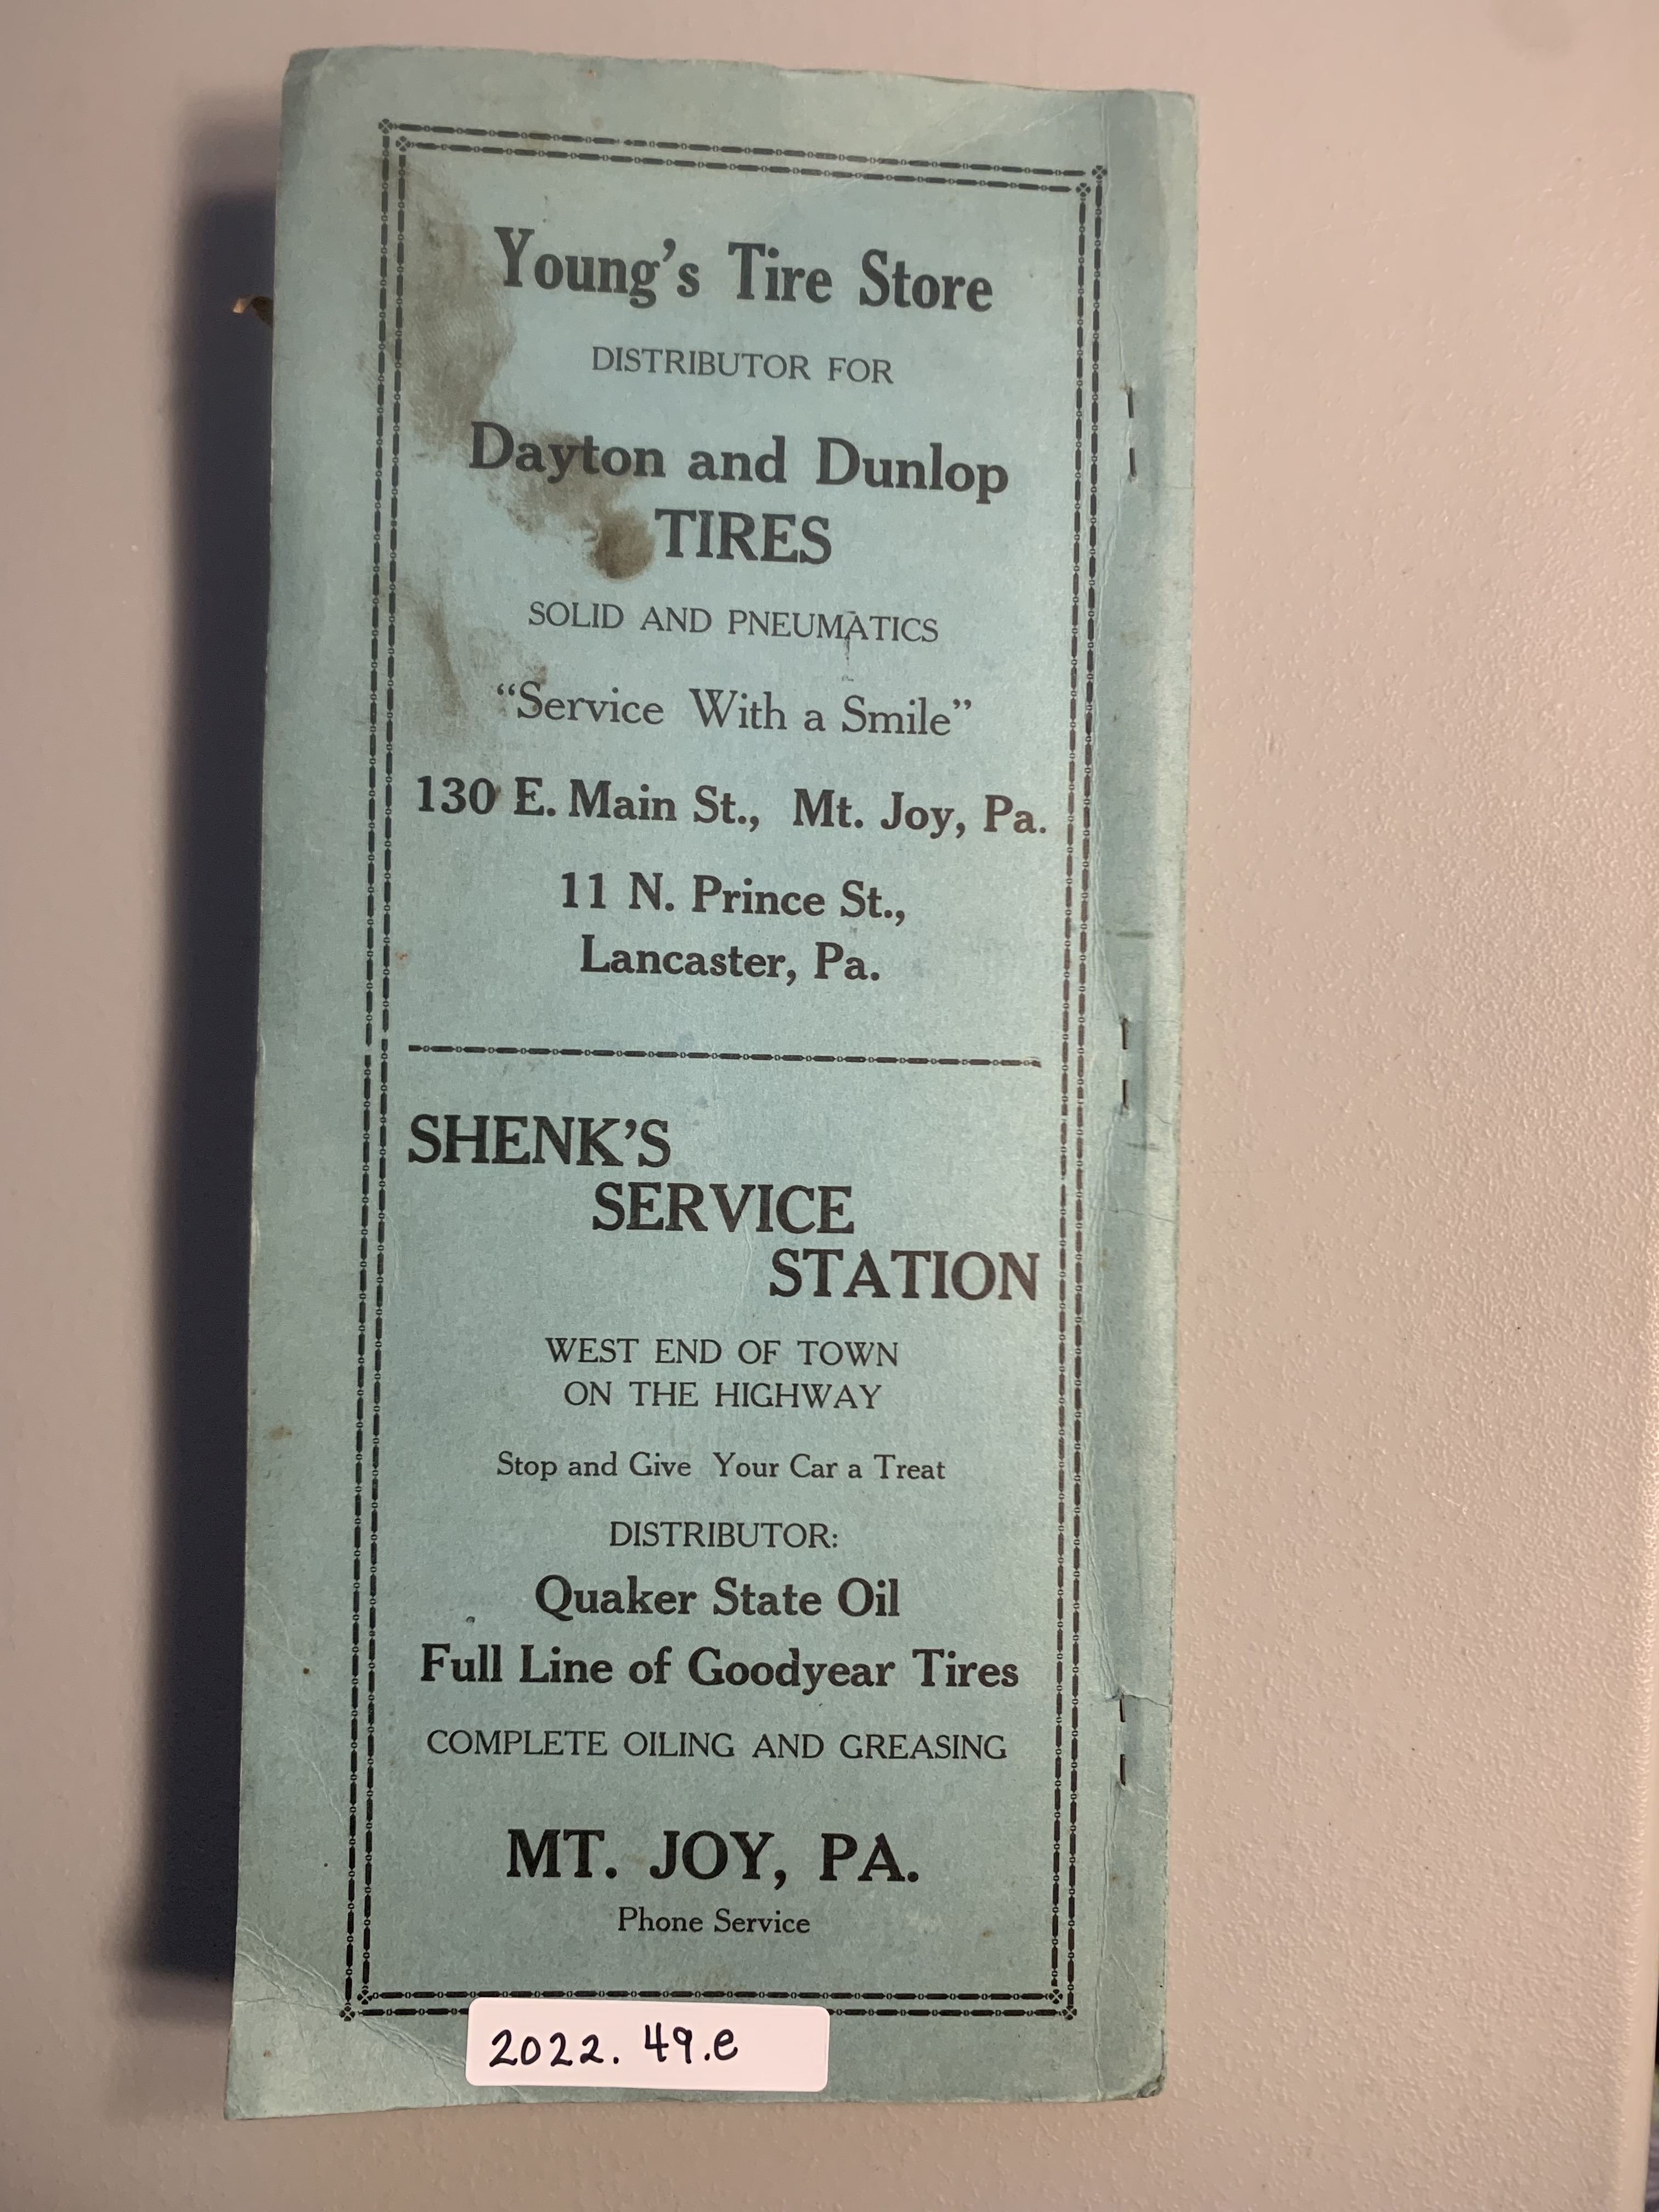 Young's Tire Store
DISTRIBUTOR FOR
Dayton and Dunlop
TIRES
SOLID AND PNEUMATICS
“Service With a Smile”
130 E. Main St., Mt. Joy, Pa.
11 N. Prince St.,
Lancaster, Pa.
SHENK'S
SERVICE
STATION
WEST END OF TOWN
ON THE HIGHWAY
Stop and Give Your Car a Treat
DISTRIBUTOR:
Quaker State Oil
Full Line of Goodyear Tires
COMPLETE OILING AND GREASING
MT. JOY, PA.
Phone Service
2022. 49.e